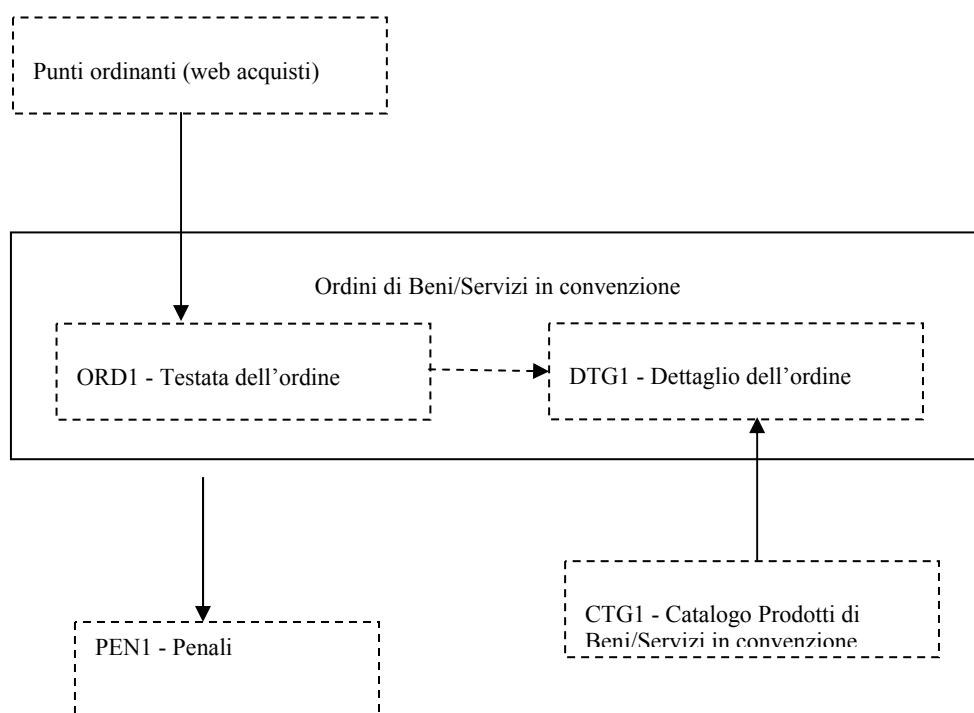 Punti ordinanti (web acquisti)
Ordini di Beni/Servizi in convenzione
ORD1 - Testata dell’ordine
DTG1 - Dettaglio dell’ordine
CTG1 - Catalogo Prodotti di
Beni/Servizi in convenzione
PEN1 - Penali